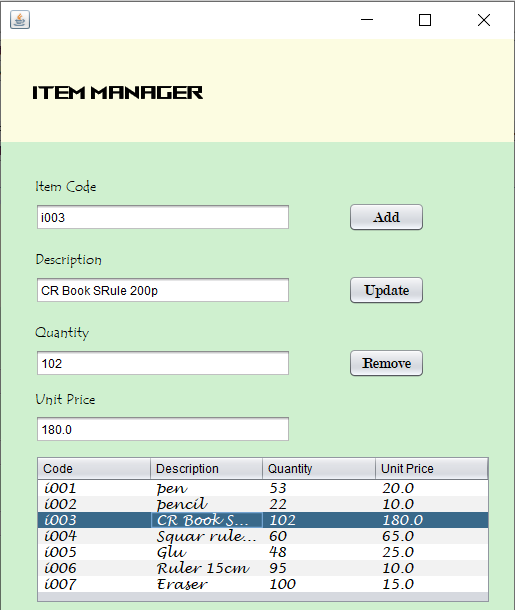 ITEM MANAGER
Item Code
i003
Add
Description
CR Book SRule 200p
Update
Quantity
102
Remove
Unit Price
180.0
Code Description Quantity Unit Price
i001 pen 53 20.0
i002 pencil 22 10.0
i003 CR Book S... 102 180.0
i004 Squar rule... 60 65.0
i005 Glu 48 25.0
i006 Ruler 15cm 95 10.0
i007 Eraser 100 15.0